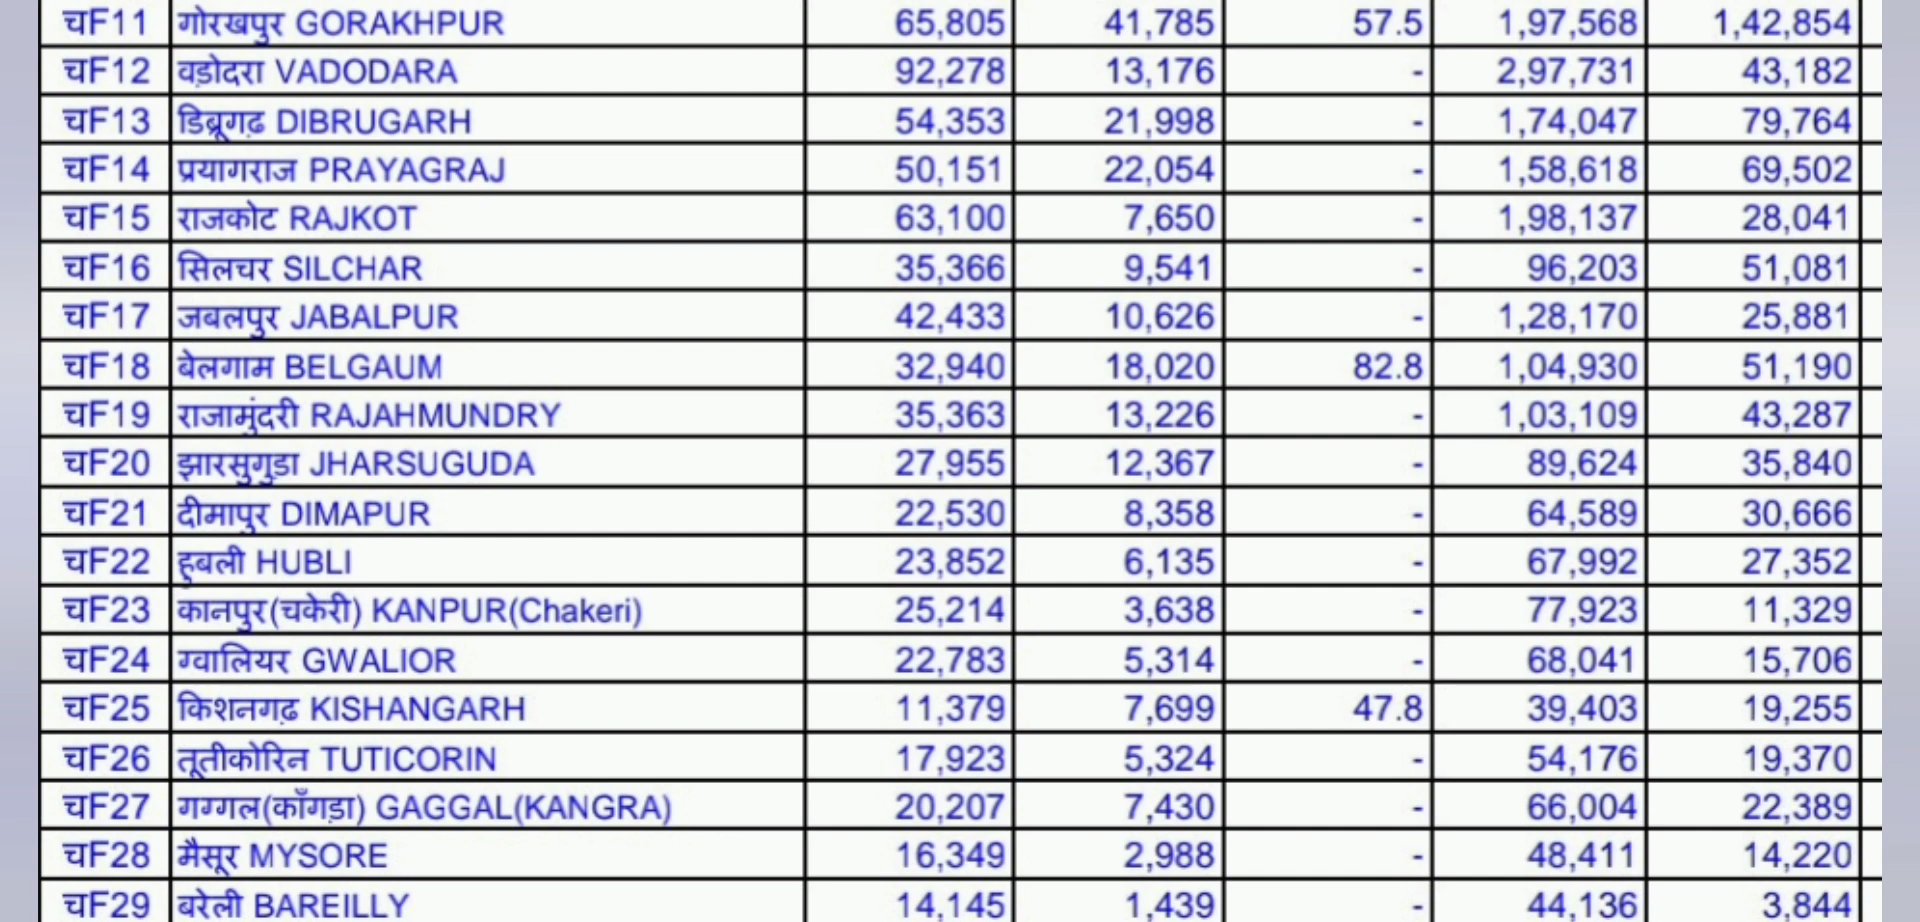 चF11 गोरखपुर GORAKHPUR 65,805 41,785 57.5 1,97,568 1,42,854
चF12 वड़ोदरा VADODARA 92,278 13,176 - 2,97,731 43,182
चF13 डिब्रूगढ़ DIBRUGARH 54,353 21,998 - 1,74,047 79,764
चF14 प्रयागराज PRAYAGRAJ 50,151 22,054 - 1,58,618 69,502
चF15 राजकोट RAJKOT 63,100 7,650 - 1,98,137 28,041
चF16 सिलचर SILCHAR 35,366 9,541 - 96,203 51,081
चF17 जबलपुर JABALPUR 42,433 10,626 - 1,28,170 25,881
चF18 बेलगाम BELGAUM 32,940 18,020 82.8 1,04,930 51,190
चF19 राजामुंदरी RAJAHMUNDRY 35,363 13,226 - 1,03,109 43,287
चF20 झारसुगुडा JHARSUGUDA 27,955 12,367 - 89,624 35,840
चF21 दीमापुर DIMAPUR 22,530 8,358 - 64,589 30,666
चF22 हुबली HUBLI 23,852 6,135 - 67,992 27,352
चF23 कानपुर(चकेरी) KANPUR(Chakeri) 25,214 3,638 - 77,923 11,329
चF24 ग्वालियर GWALIOR 22,783 5,314 - 68,041 15,706
चF25 किशनगढ़ KISHANGARH 11,379 7,699 47.8 39,403 19,255
चF26 तूतीकोरिन TUTICORIN 17,923 5,324 - 54,176 19,370
चF27 गग्गल(काँगड़ा) GAGGAL(KANGRA) 20,207 7,430 - 66,004 22,389
चF28 मैसूर MYSORE 16,349 2,988 - 48,411 14,220
चF29 बरेली BAREILLY 14,145 1,439 - 44,136 3,844